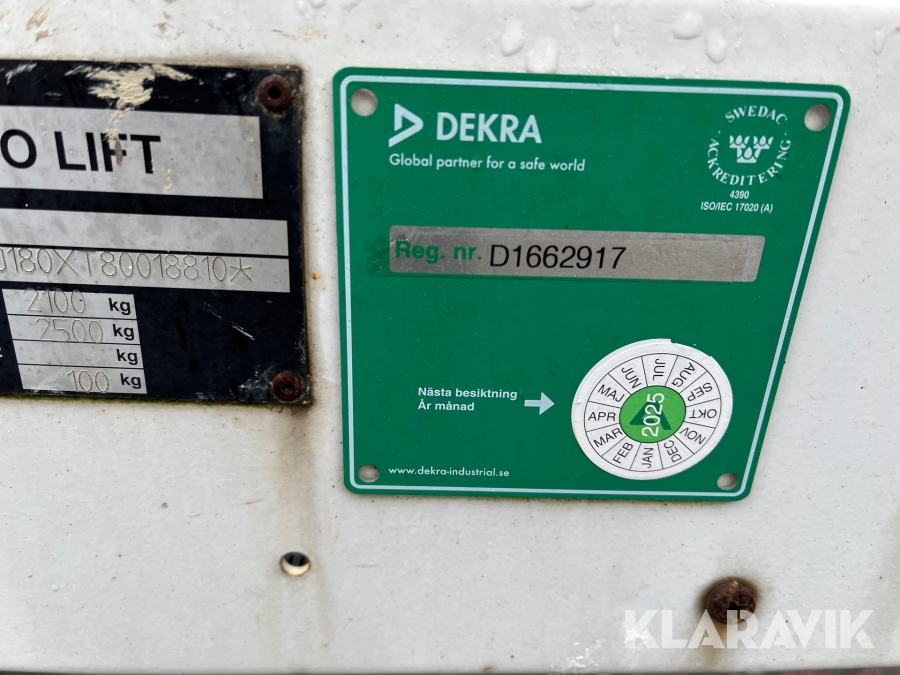 O LIFT
0180XT80018810*
2100 kg
2500 kg
kg
100 kg
DEKRA
Global partner for a safe world
SWEDAC
ACKREDITERING
4390
ISO/IEC 17020 (A)
Reg. nr. D1662917
Nästa besiktning
År månad
JAN FEB MAR APR MAJ JUN JUL AUG SEP OKT NOV DEC
2025
www.dekra-industrial.se
KLARAVIK